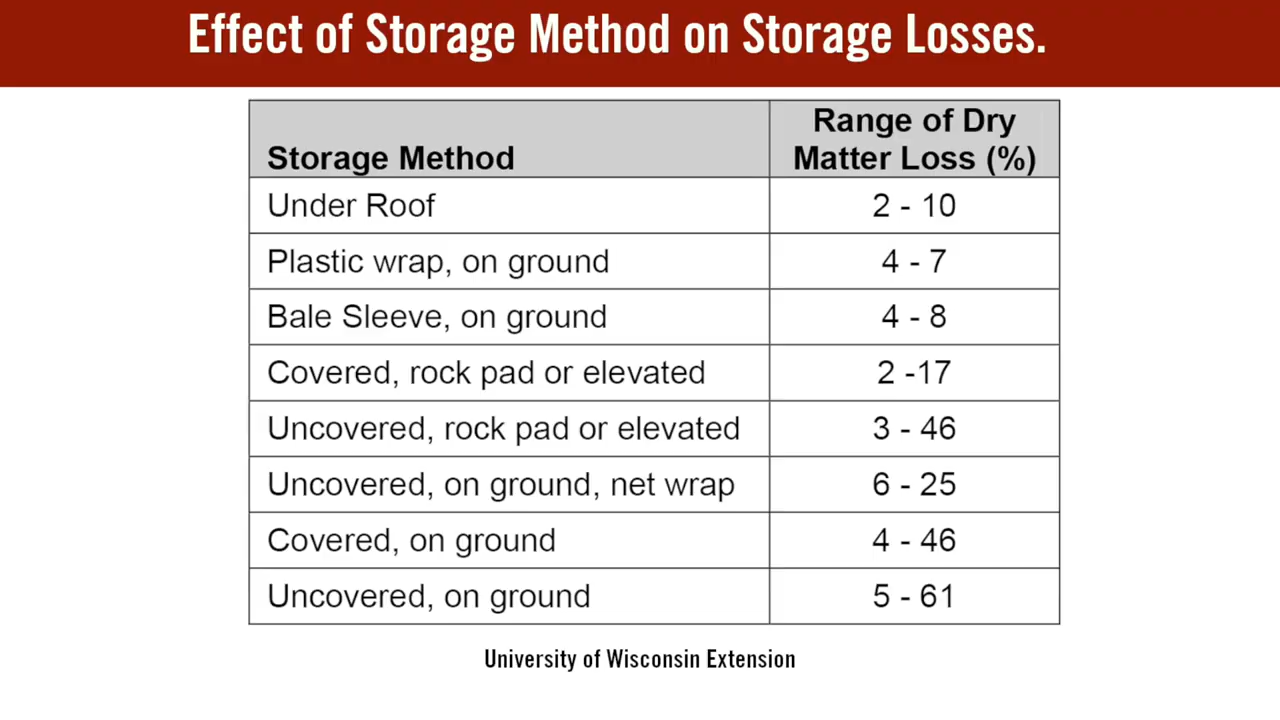 Effect of Storage Method on Storage Losses.
Storage Method
Range of Dry
Matter Loss (%)
Under Roof
2 - 10
Plastic wrap, on ground
4 - 7
Bale Sleeve, on ground
4 - 8
Covered, rock pad or elevated
2 -17
Uncovered, rock pad or elevated
3 - 46
Uncovered, on ground, net wrap
6 - 25
Covered, on ground
4 - 46
Uncovered, on ground
5 - 61
University of Wisconsin Extension